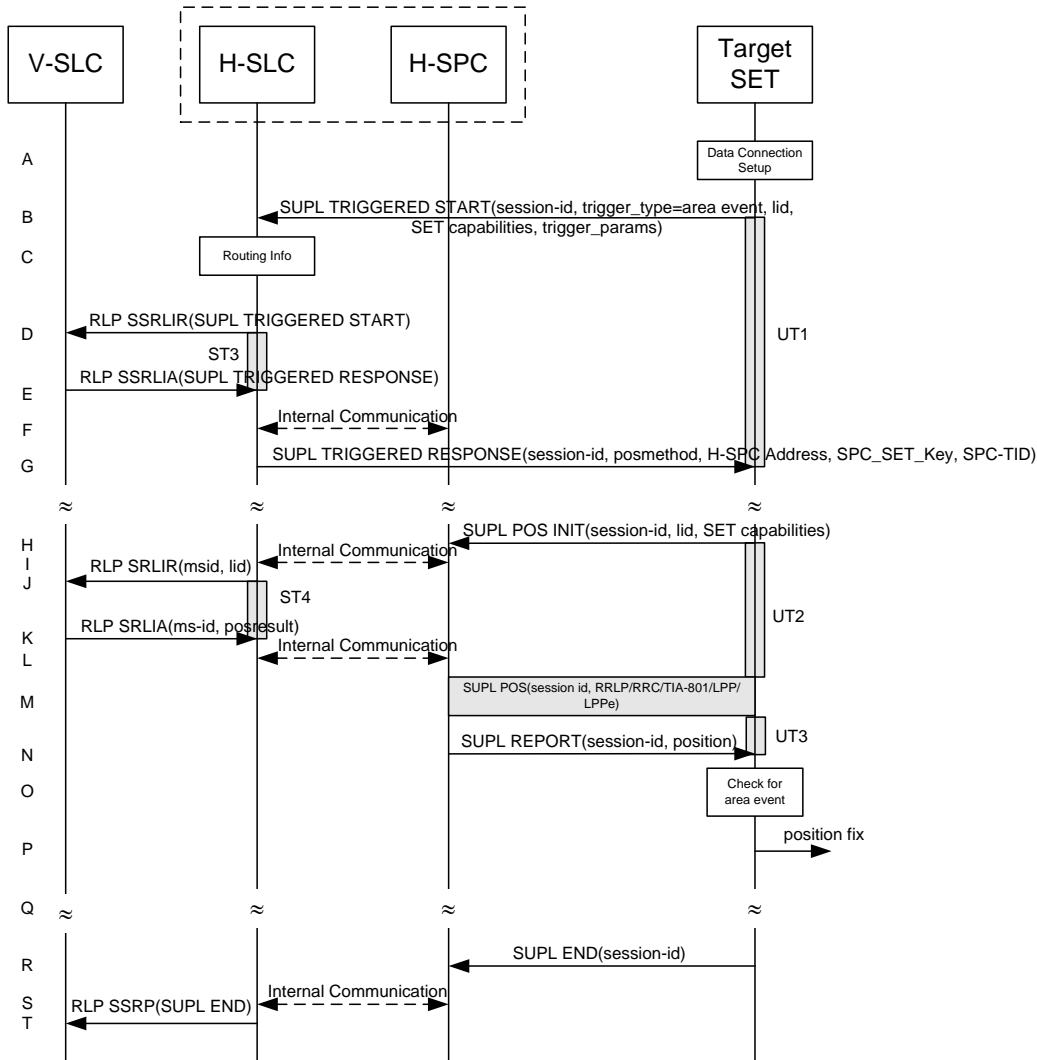 V-SLC
H-SLC
H-SPC
Target
SET
A
Data Connection
Setup
B
SUPL TRIGGERED START(session-id, trigger_type=area event, lid,
SET capabilities, trigger_params)
C
Routing Info
D
RLP SSRLIR(SUPL TRIGGERED START)
UT1
ST3
E
RLP SSRLIA(SUPL TRIGGERED RESPONSE)
F
Internal Communication
G
SUPL TRIGGERED RESPONSE(session-id, posmethod, H-SPC Address, SPC_SET_Key, SPC-TID)
≈ ≈ ≈ ≈
H
SUPL POS INIT(session-id, lid, SET capabilities)
I
Internal Communication
J
RLP SRLIR(msid, lid)
ST4
UT2
K
RLP SRLIA(ms-id, posresult)
L
Internal Communication
M
SUPL POS(session id, RRLP/RRC/TIA-801/LPP/
LPPe)
UT3
N
SUPL REPORT(session-id, position)
O
Check for
area event
P
position fix
Q
≈ ≈ ≈ ≈
R
SUPL END(session-id)
S
Internal Communication
T
RLP SSRP(SUPL END)